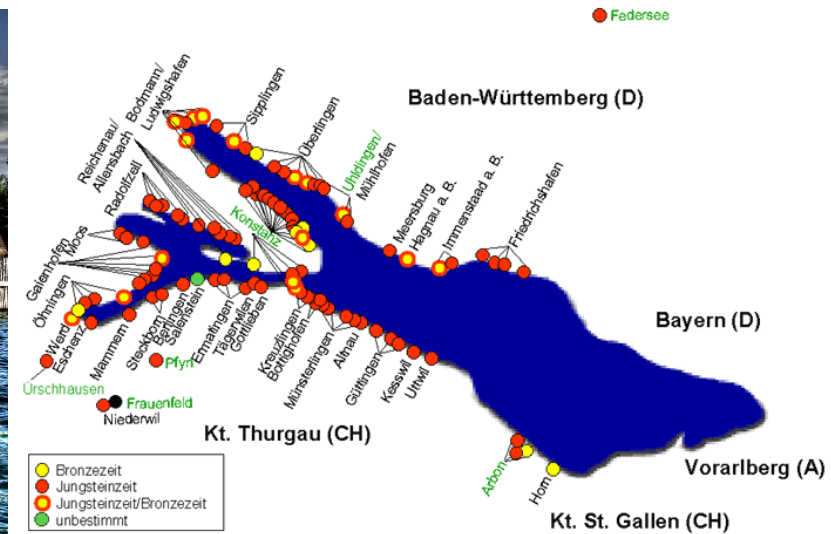 Federsee
Baden-Württemberg (D)
Bodmann/
Ludwigshafen
Sipplingen
Überlingen
Uhldingen/
Mühlhofen
Reichenau/
Allensbach
Radolfzell
Moos
Gaienhofen
Öhningen
Konstanz
Meersburg
Hagnau a. B.
Immenstaad a. B.
Friedrichshafen
Bayern (D)
Werd
Eschenz
Mammern
Steckborn
Berlingen
Salenstein
Ermatingen
Tägerwilen
Gottlieben
Kreuzlingen
Bottighofen
Münsterlingen
Altnau
Güttingen
Kesswil
Uttwil
Ürschhausen
Pfyn
Frauenfeld
Niederwil
Kt. Thurgau (CH)
Arbon
Horn
Vorarlberg (A)
Kt. St. Gallen (CH)
Bronzezeit
Jungsteinzeit
Jungsteinzeit/Bronzezeit
unbestimmt